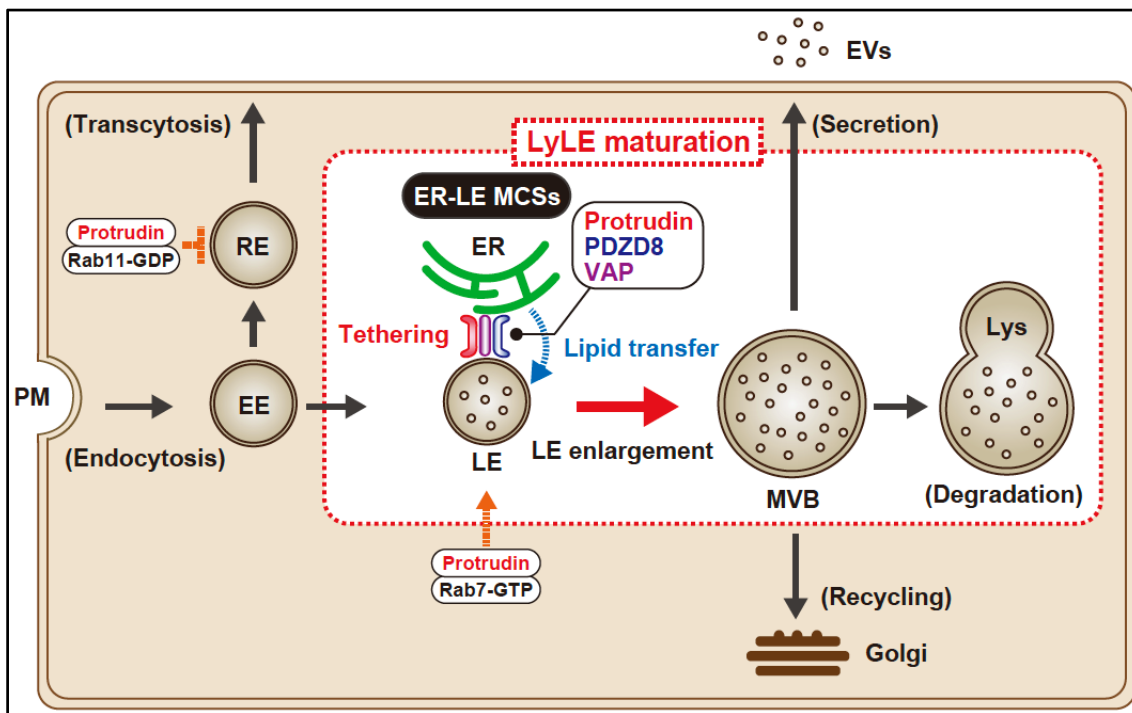 EVs
(Transcytosis)
(Secretion)
LyLE maturation
ER-LE MCSs
Protrudin
PDZD8
VAP
Protrudin
Rab11-GDP
RE
ER
Tethering
Lipid transfer
Lys
PM
EE
(Endocytosis)
LE
LE enlargement
MVB
(Degradation)
Protrudin
Rab7-GTP
(Recycling)
Golgi